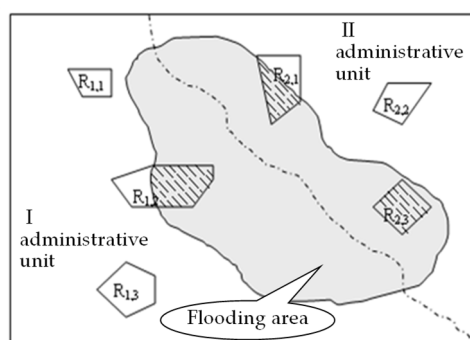 II
administrative
unit
R1,1
R2,1
R2,2
R1,2
R2,3
I
administrative
unit
R1,3
Flooding area